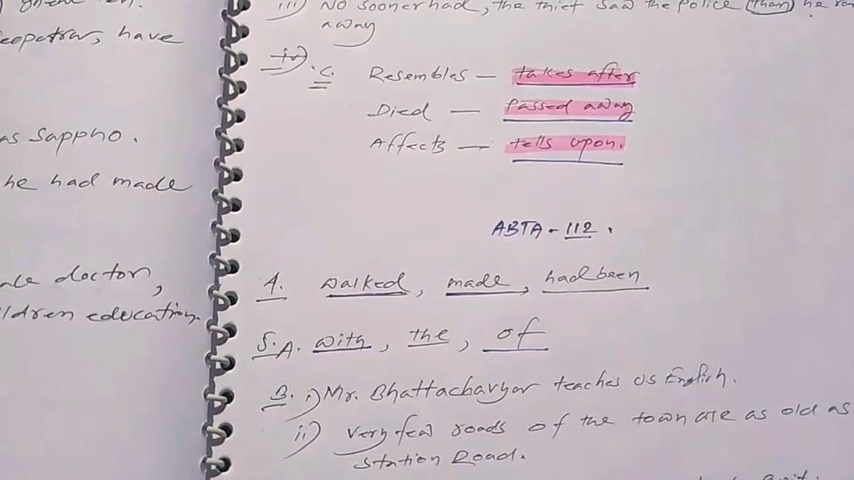 eopatra, have
as Sappho.
he had made
ale doctor,
ldren education.
iii) No sooner had, the thief saw the police (than) he ran
away
iv) c. Resembles — takes after
Died — Passed away
Affects — tells upon.
ABTA - 112.
A. walked, made, had been
5. A. with, the, of
B. i) Mr. Bhattacharyar teaches us English.
ii) Very few roads of the town are as old as
Station Road.